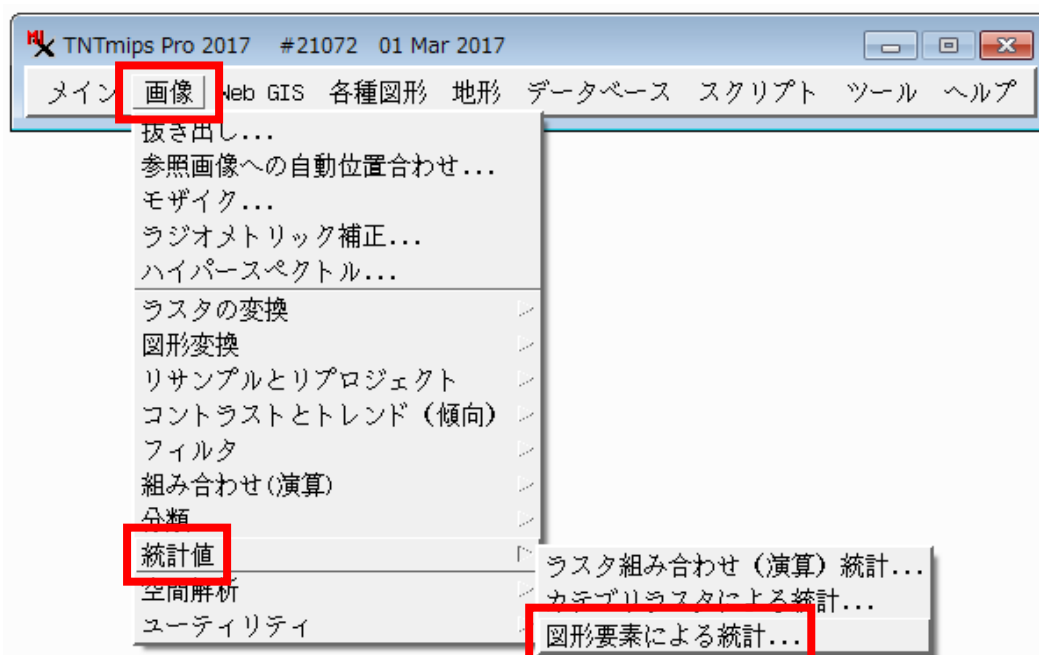 TNTmips Pro 2017 #21072 01 Mar 2017
メイン 画像 Web GIS 各種図形 地形 データベース スクリプト ツール ヘルプ
抜き出し...
参照画像への自動位置合わせ...
モザイク...
ラジオメトリック補正...
ハイパースペクトル...
ラスタの変換
図形変換
リサンプルとリプロジェクト
コントラストとトレンド（傾向）
フィルタ
組み合わせ(演算)
分類
統計値
空間解析
ユーティリティ
ラスタ組み合わせ（演算）統計...
カテゴリラスタによる統計...
図形要素による統計...